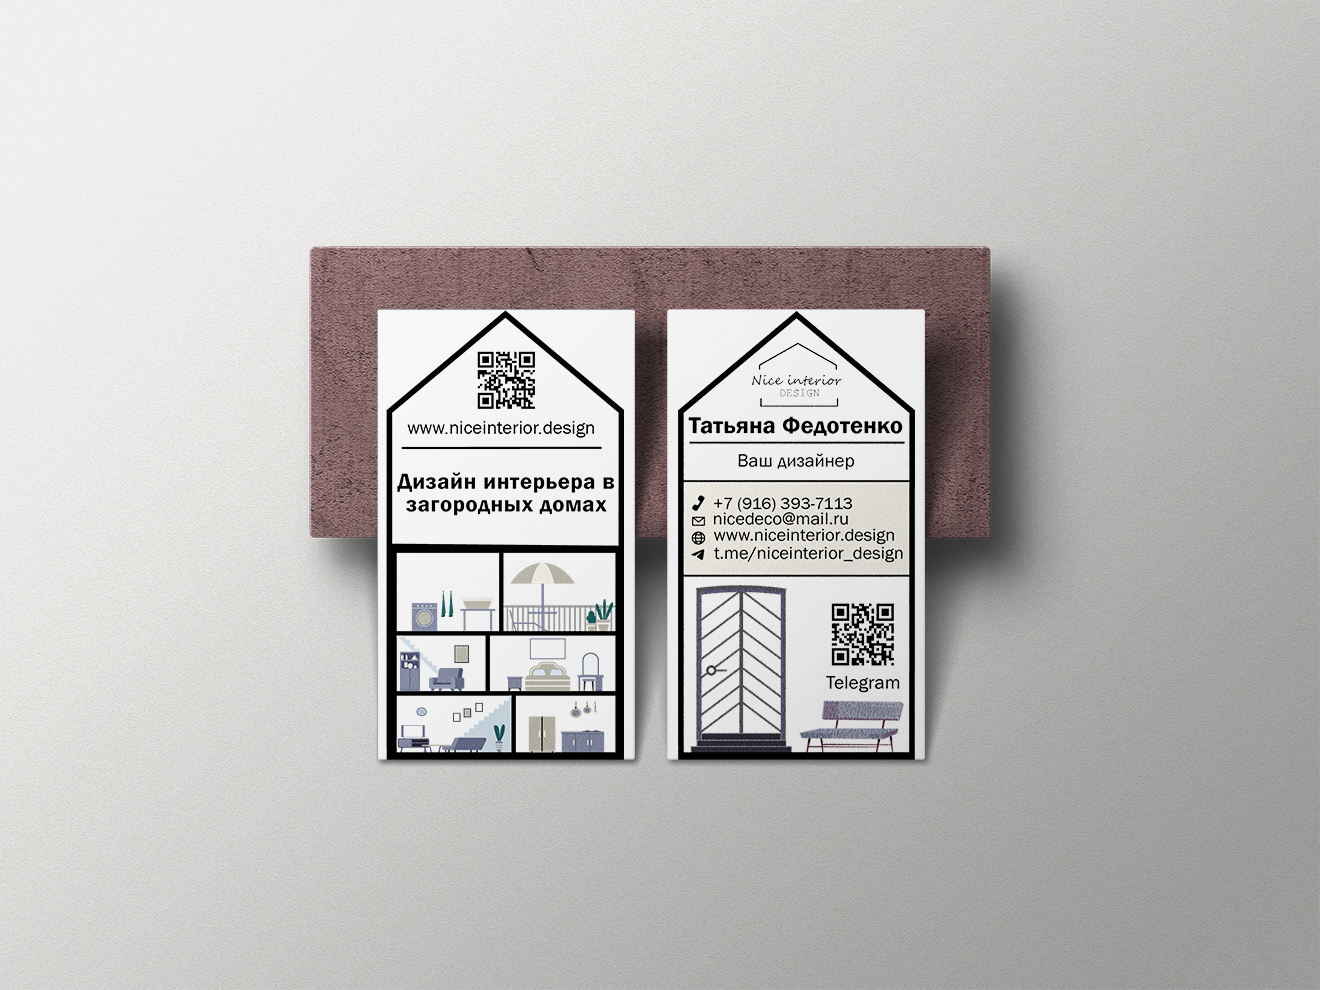 www.niceinterior.design
Дизайн интерьера в
загородных домах
Nice interior
DESIGN
Татьяна Федотенко
Ваш дизайнер
+7 (916) 393-7113
nicedeco@mail.ru
www.niceinterior.design
t.me/niceinterior_design
Telegram